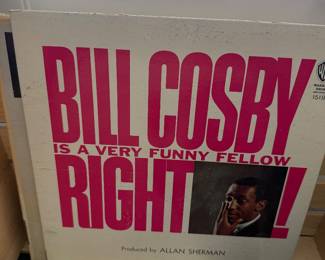 BILL COSBY
IS A VERY FUNNY FELLOW
RIGHT!
Produced by ALLAN SHERMAN